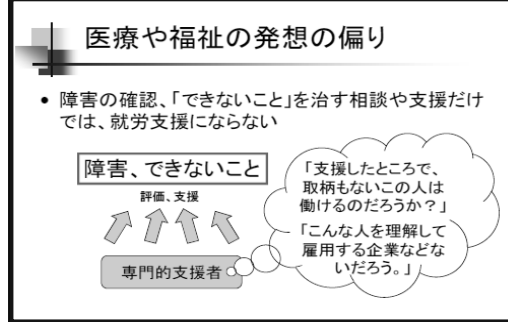 医療や福祉の発想の偏り
• 障害の確認、「できないこと」を治す相談や支援だけ
では、就労支援にならない
障害、できないこと
評価、支援
専門的支援者
「支援したところで、
取柄もないこの人は
働けるのだろうか？」
「こんな人を理解して
雇用する企業などな
いだろう。」